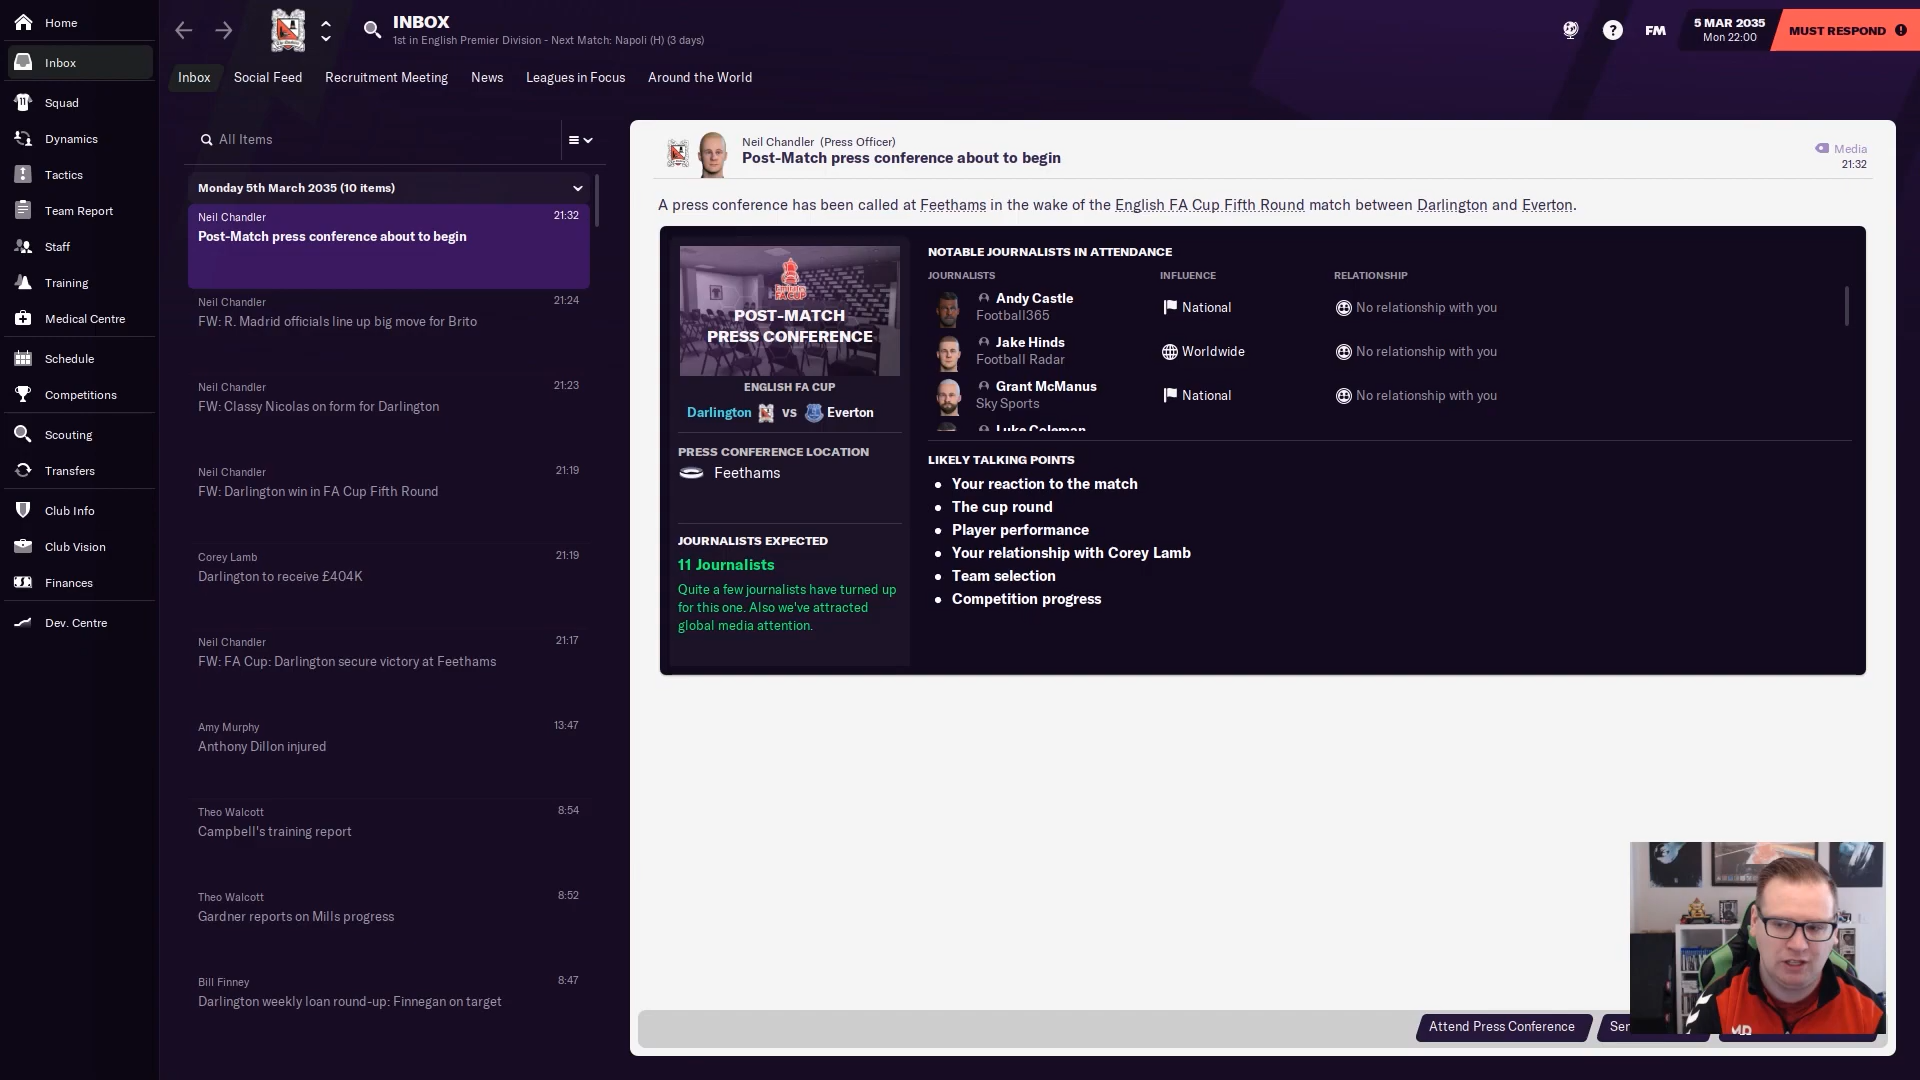 Home
Inbox
Squad
Dynamics
Tactics
Team Report
Staff
Training
Medical Centre
Schedule
Competitions
Scouting
Transfers
Club Info
Club Vision
Finances
Dev. Centre
INBOX
1st in English Premier Division - Next Match: Napoli (H) (3 days)
FM
5 MAR 2035
Mon 22:00
MUST RESPOND
Inbox
Social Feed
Recruitment Meeting
News
Leagues in Focus
Around the World
All Items
Monday 5th March 2035 (10 items)
Neil Chandler 21:32
Post-Match press conference about to begin
Neil Chandler 21:24
FW: R. Madrid officials line up big move for Brito
Neil Chandler 21:23
FW: Classy Nicolas on form for Darlington
Neil Chandler 21:19
FW: Darlington win in FA Cup Fifth Round
Corey Lamb 21:19
Darlington to receive £404K
Neil Chandler 21:17
FW: FA Cup: Darlington secure victory at Feethams
Amy Murphy 13:47
Anthony Dillon injured
Theo Walcott 8:54
Campbell's training report
Theo Walcott 8:52
Gardner reports on Mills progress
Bill Finney 8:47
Darlington weekly loan round-up: Finnegan on target
Neil Chandler (Press Officer)
Post-Match press conference about to begin
Media
21:32
A press conference has been called at Feethams in the wake of the English FA Cup Fifth Round match between Darlington and Everton.
Emirates
FA CUP
POST-MATCH
PRESS CONFERENCE
ENGLISH FA CUP
Darlington VS Everton
PRESS CONFERENCE LOCATION
Feethams
JOURNALISTS EXPECTED
11 Journalists
Quite a few journalists have turned up
for this one. Also we've attracted
global media attention.
NOTABLE JOURNALISTS IN ATTENDANCE
JOURNALISTS INFLUENCE RELATIONSHIP
Andy Castle
Football365
National
No relationship with you
Jake Hinds
Football Radar
Worldwide
No relationship with you
Grant McManus
Sky Sports
National
No relationship with you
Luke Coleman
LIKELY TALKING POINTS
Your reaction to the match
The cup round
Player performance
Your relationship with Corey Lamb
Team selection
Competition progress
Attend Press Conference